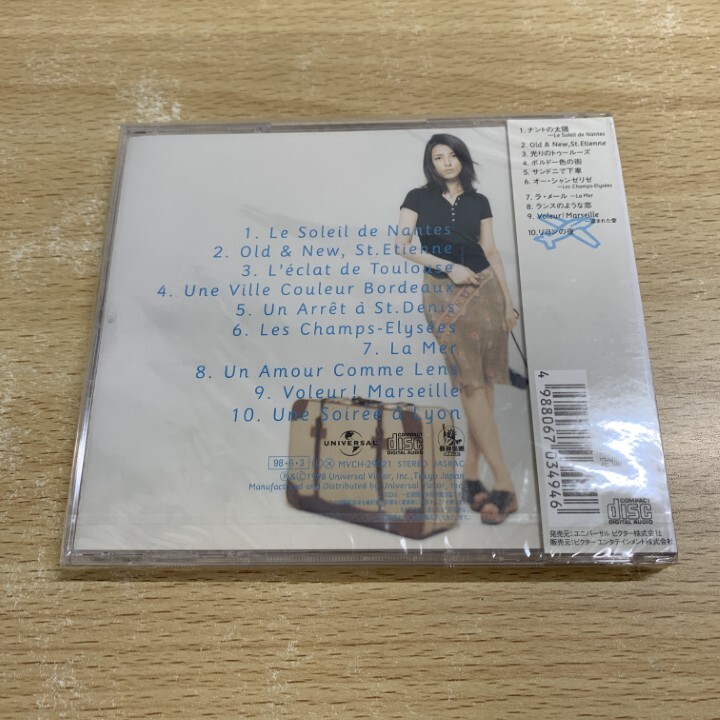 1. Le Soleil de Nantes
2. Old & New, St.Etienne
3. L'éclat de Toulouse
4. Une Ville Couleur Bordeaux
5. Un Arrêt à St.Denis
6. Les Champs-Elysées
7. La Mer
8. Un Amour Comme Lens
9. Voleur! Marseille
10. Une Soirée à Lyon
UNIVERSAL
COMPACT
disc
DIGITAL AUDIO
98・6・3
STEREO JASRAC
Ⓟ©1998 Universal Victor, Inc., Tokyo Japan
Manufactured and Distributed by Universal Victor, Inc.
1. ナントの太陽
—Le Soleil de Nantes
2. Old & New,St.Etienne
3. 光りのトゥールーズ
4. ボルドー色の街
5. サンドニで下車
6. オー・シャンゼリゼ
—Les Champs-Elysées
7. ラ・メール —La Mer
8. ランスのような恋
9. Voleur! Marseille
盗まれた愛
10. リヨンの夜
4 988067 034946
COMPACT
disc
DIGITAL AUDIO
発売元:ユニバーサル ビクター株式会社
販売元:ビクター エンタテインメント株式会社